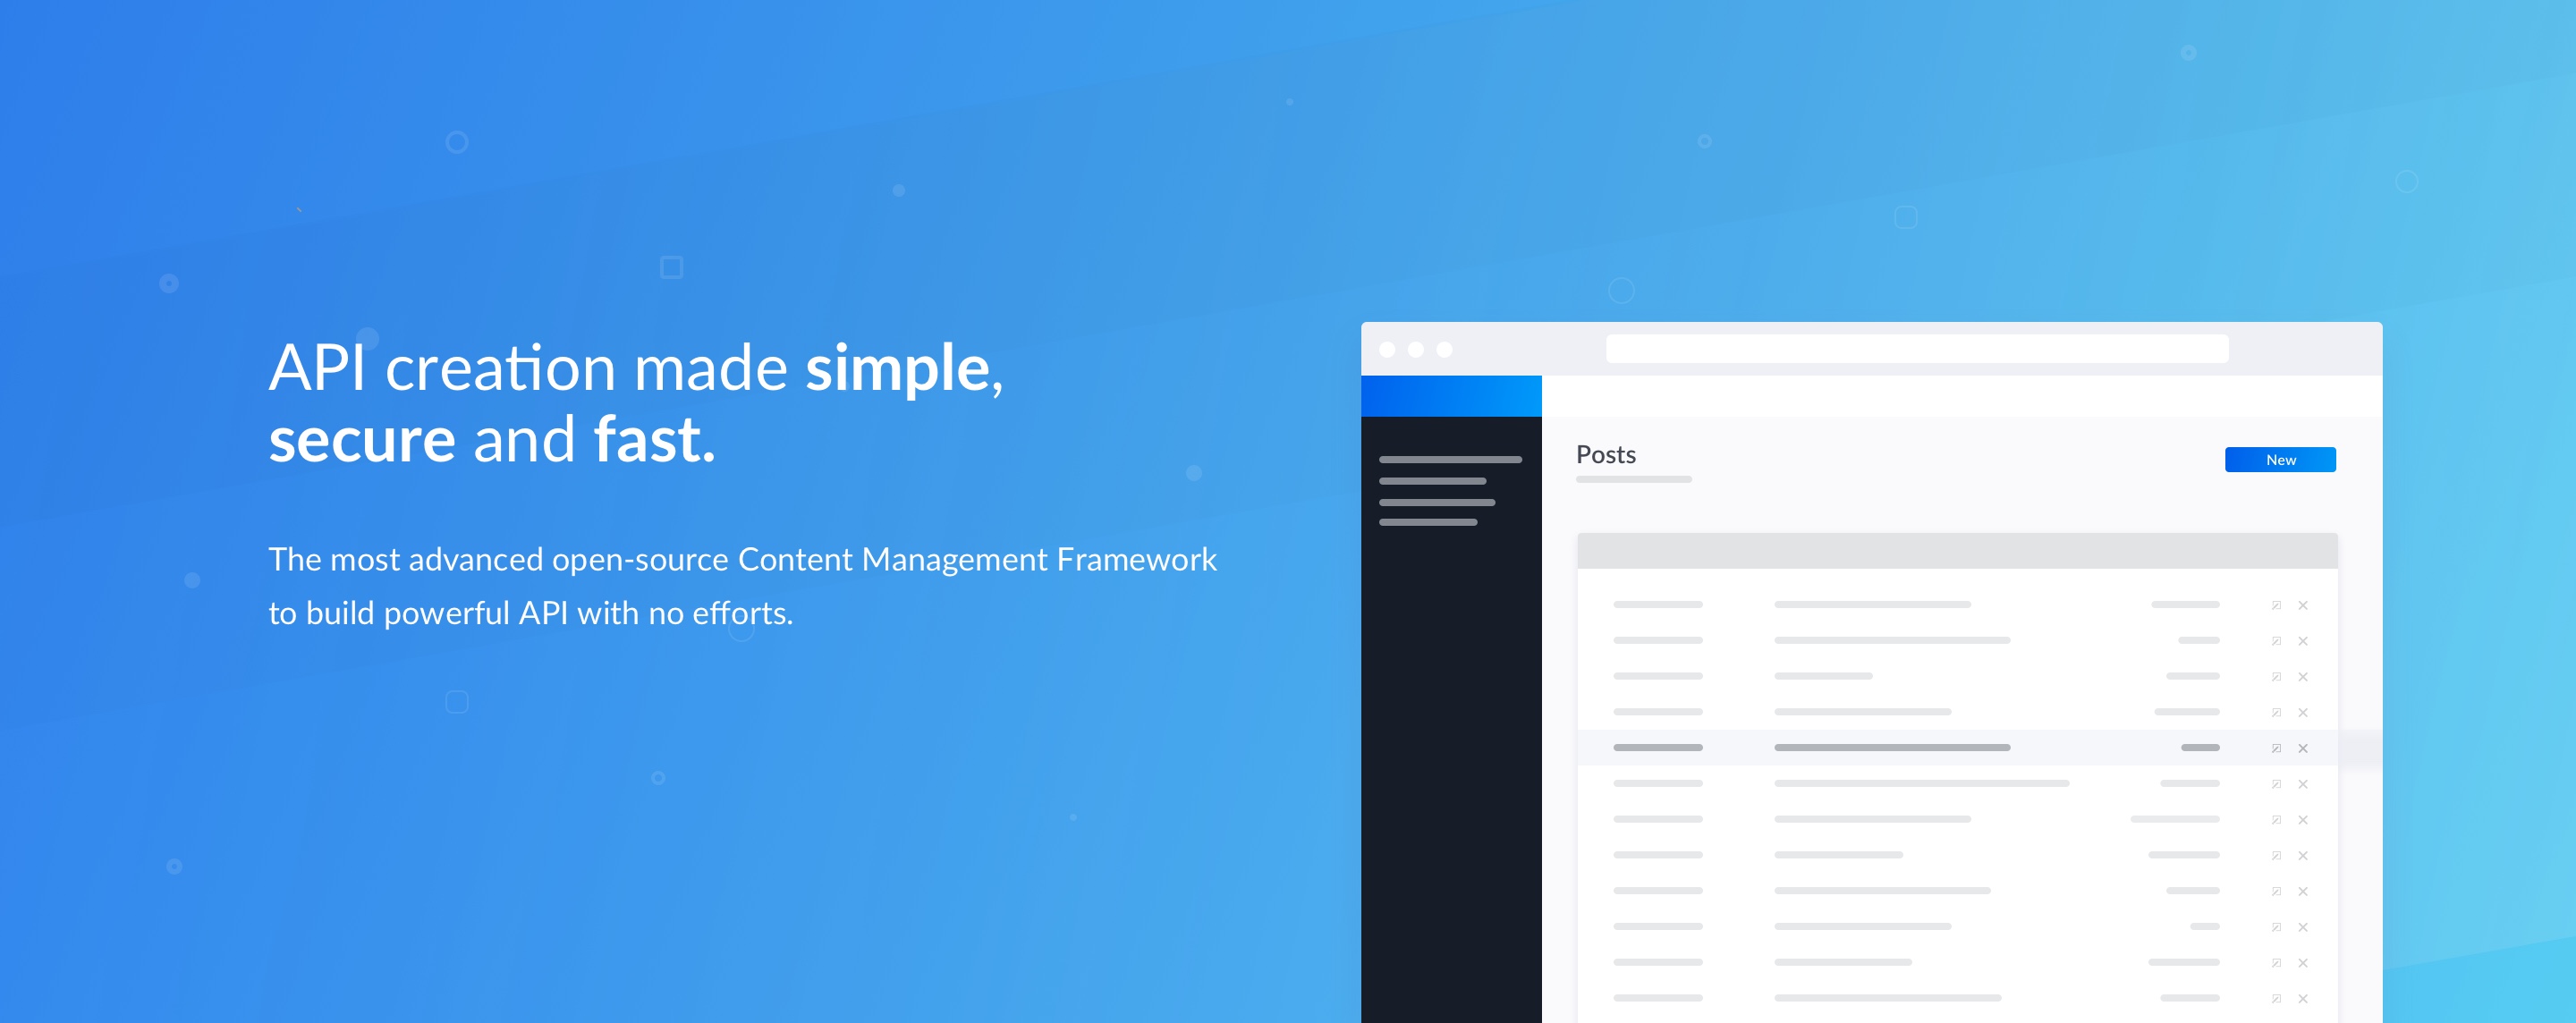 API creation made simple,
secure and fast.
The most advanced open-source Content Management Framework
to build powerful API with no efforts.
Posts
New